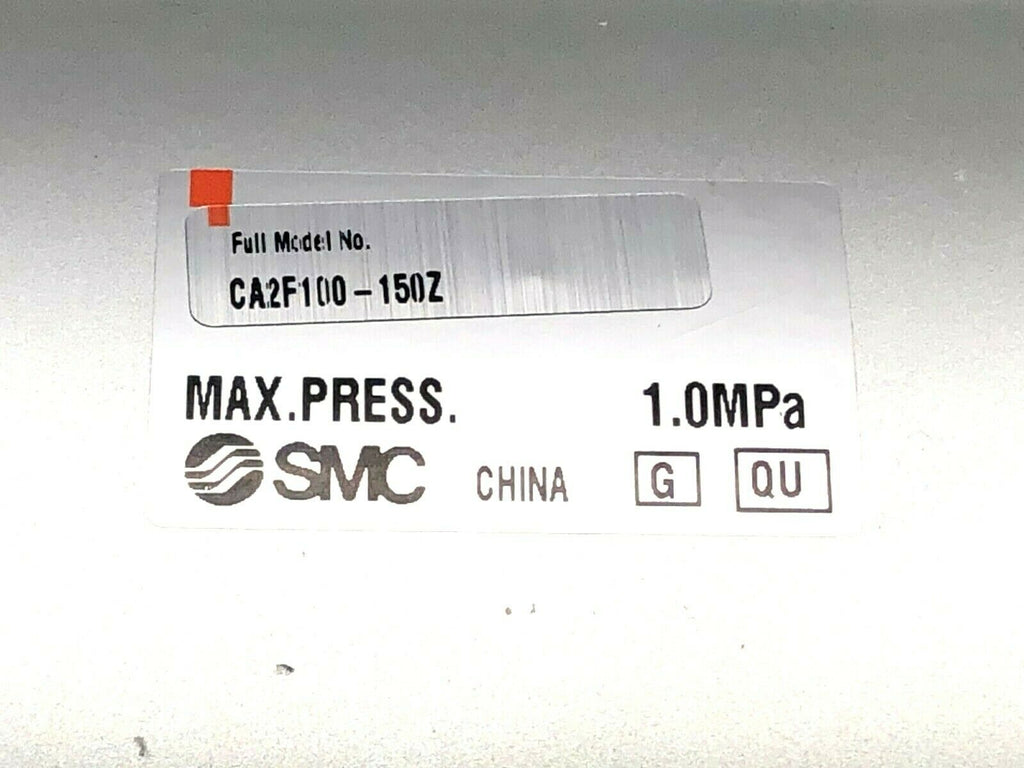 Full Model No.
CA2F100-150Z
MAX.PRESS. 1.0MPa
SMC CHINA G QU